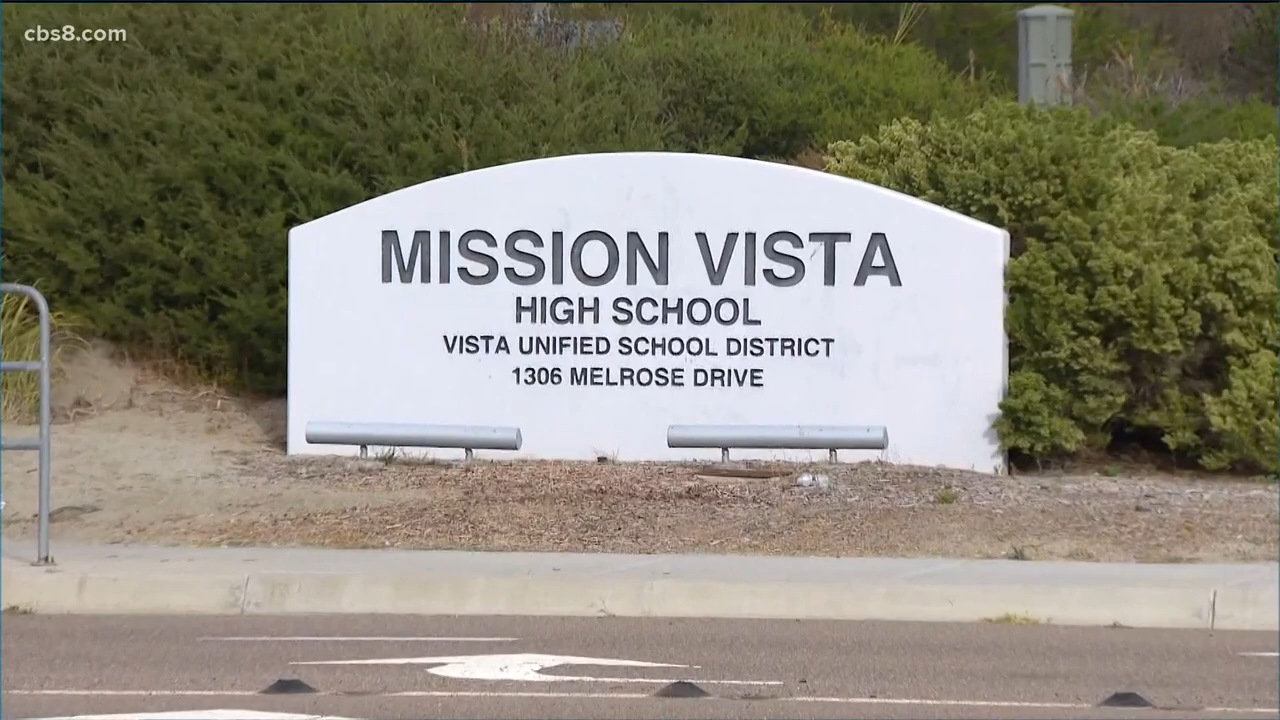 cbs8.com
MISSION VISTA
HIGH SCHOOL
VISTA UNIFIED SCHOOL DISTRICT
1306 MELROSE DRIVE